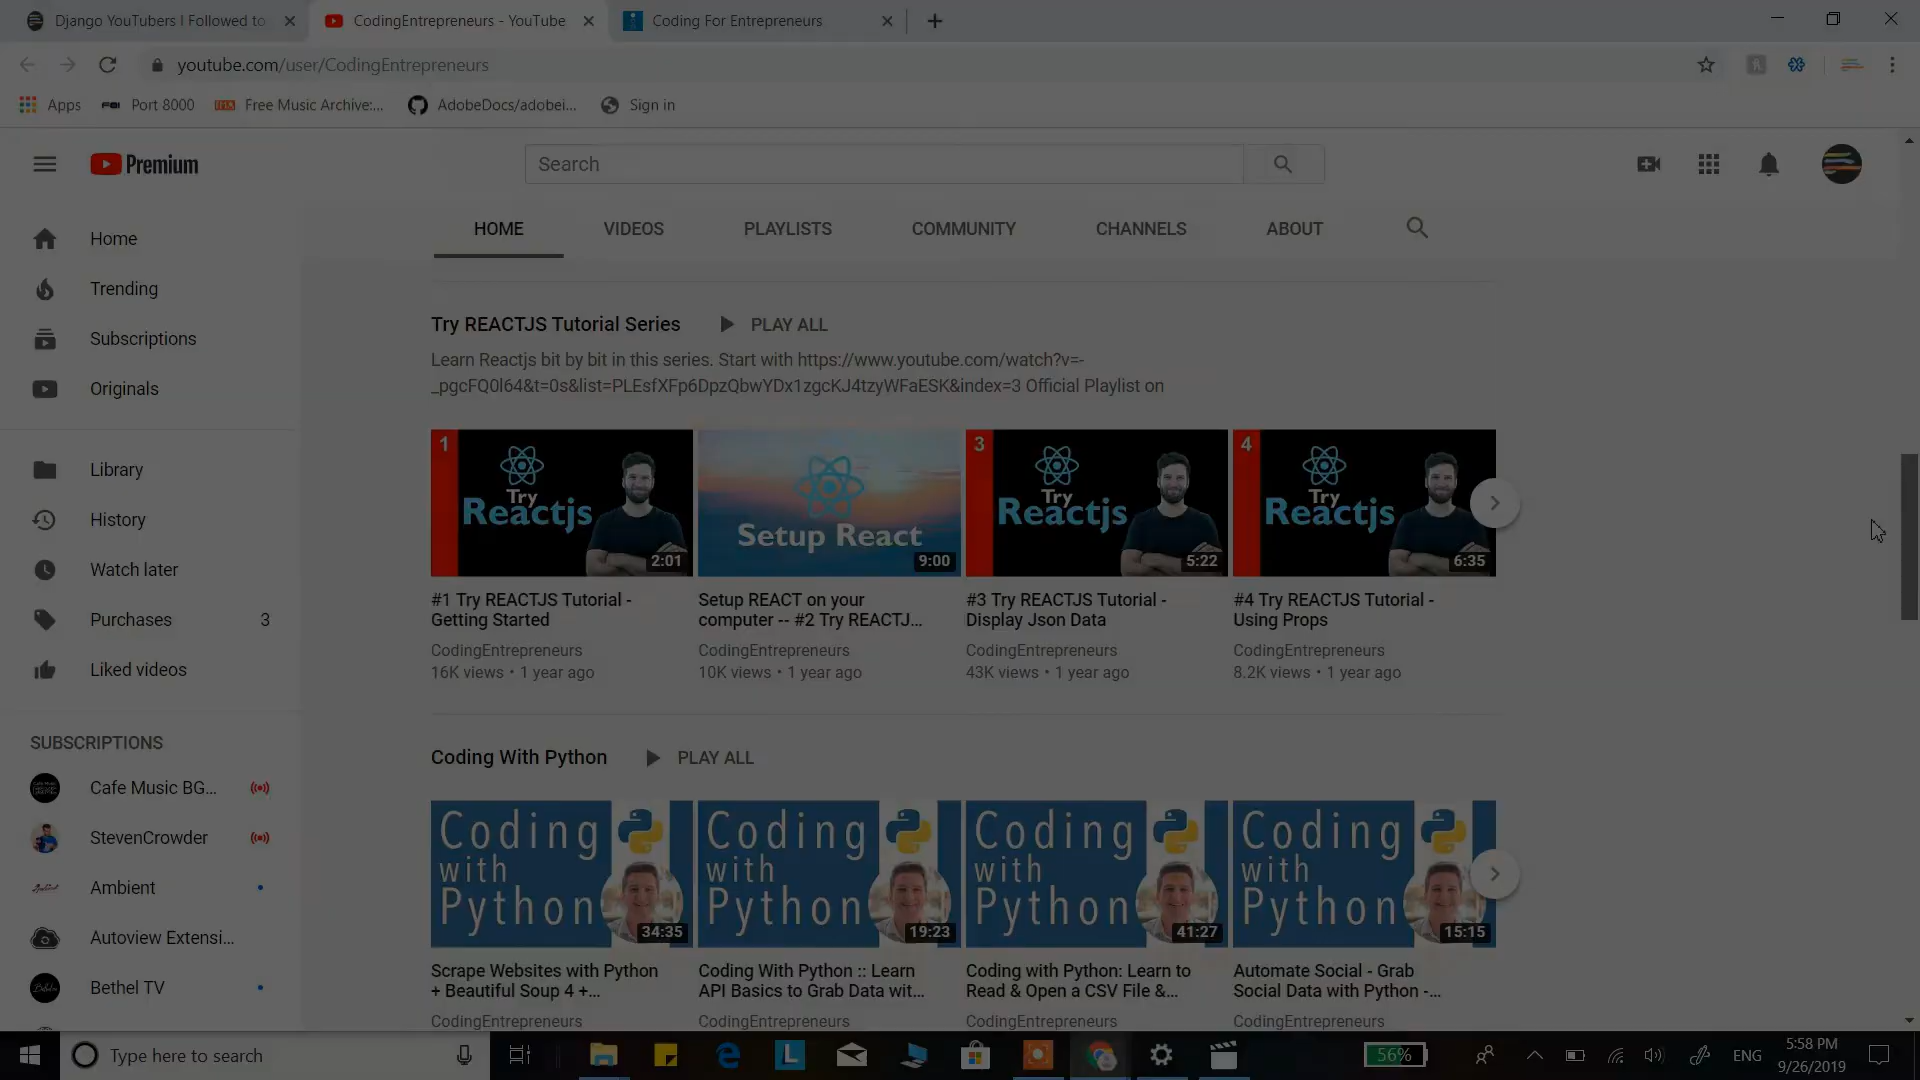 Django YouTubers I Followed to
CodingEntrepreneurs - YouTube
Coding For Entrepreneurs
youtube.com/user/CodingEntrepreneurs
Apps
Port 8000
Free Music Archive:...
AdobeDocs/adobei...
Sign in
Premium
Search
Home
Trending
Subscriptions
Originals
Library
History
Watch later
Purchases 3
Liked videos
SUBSCRIPTIONS
Cafe Music BG...
StevenCrowder
Ambient
Autoview Extensi...
Bethel TV
HOME VIDEOS PLAYLISTS COMMUNITY CHANNELS ABOUT
Try REACTJS Tutorial Series PLAY ALL
Learn Reactjs bit by bit in this series. Start with https://www.youtube.com/watch?v=-
_pgcFQ0l64&t=0s&list=PLEsfXFp6DpzQbwYDx1zgcKJ4tzyWFaESK&index=3 Official Playlist on
1
Try
Reactjs
2:01
Setup React
9:00
3
Try
Reactjs
5:22
4
Try
Reactjs
6:35
#1 Try REACTJS Tutorial -
Getting Started
CodingEntrepreneurs
16K views • 1 year ago
Setup REACT on your
computer -- #2 Try REACTJ...
CodingEntrepreneurs
10K views • 1 year ago
#3 Try REACTJS Tutorial -
Display Json Data
CodingEntrepreneurs
43K views • 1 year ago
#4 Try REACTJS Tutorial -
Using Props
CodingEntrepreneurs
8.2K views • 1 year ago
Coding With Python PLAY ALL
Coding
with
Python
34:35
Coding
with
Python
19:23
Coding
with
Python
41:27
Coding
with
Python
15:15
Scrape Websites with Python
+ Beautiful Soup 4 +...
CodingEntrepreneurs
Coding With Python :: Learn
API Basics to Grab Data wit...
CodingEntrepreneurs
Coding with Python: Learn to
Read & Open a CSV File &...
CodingEntrepreneurs
Automate Social - Grab
Social Data with Python -...
CodingEntrepreneurs
Type here to search
56%
ENG
5:58 PM
9/26/2019